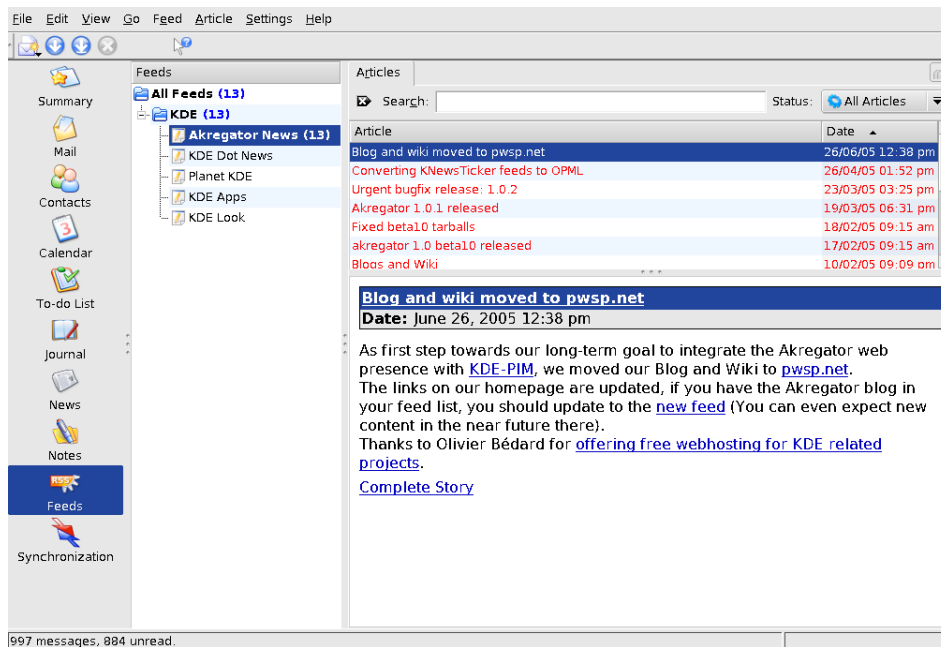 File Edit View Go Feed Article Settings Help
Summary
Mail
Contacts
3
Calendar
To-do List
Journal
News
Notes
RSS
Feeds
Synchronization
Feeds
All Feeds (13)
KDE (13)
Akregator News (13)
KDE Dot News
Planet KDE
KDE Apps
KDE Look
Articles
Search: Status: All Articles
Article Date
Blog and wiki moved to pwsp.net 26/06/05 12:38 pm
Converting KNewsTicker feeds to OPML 26/04/05 01:52 pm
Urgent bugfix release: 1.0.2 23/03/05 03:25 pm
Akregator 1.0.1 released 19/03/05 06:31 pm
Fixed beta10 tarballs 18/02/05 09:15 am
akregator 1.0 beta10 released 17/02/05 09:15 am
Blogs and Wiki 10/02/05 09:09 pm
Blog and wiki moved to pwsp.net
Date: June 26, 2005 12:38 pm
As first step towards our long-term goal to integrate the Akregator web
presence with KDE-PIM, we moved our Blog and Wiki to pwsp.net.
The links on our homepage are updated, if you have the Akregator blog in
your feed list, you should update to the new feed (You can even expect new
content in the near future there).
Thanks to Olivier Bédard for offering free webhosting for KDE related
projects.
Complete Story
997 messages, 884 unread.